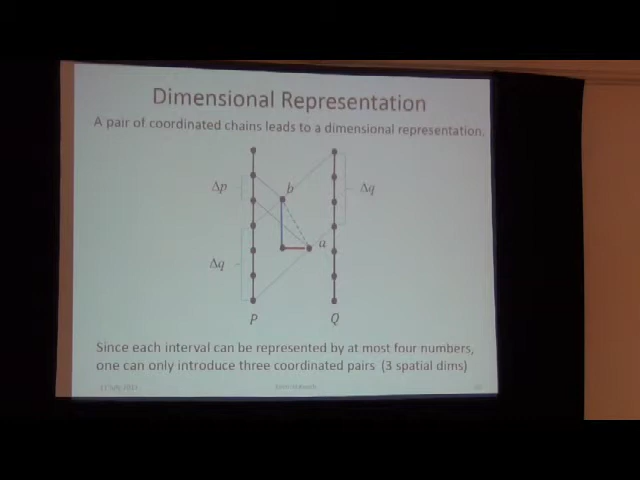 Dimensional Representation
A pair of coordinated chains leads to a dimensional representation.
Δp
b
Δq
a
Δq
P
Q
Since each interval can be represented by at most four numbers,
one can only introduce three coordinated pairs (3 spatial dims)